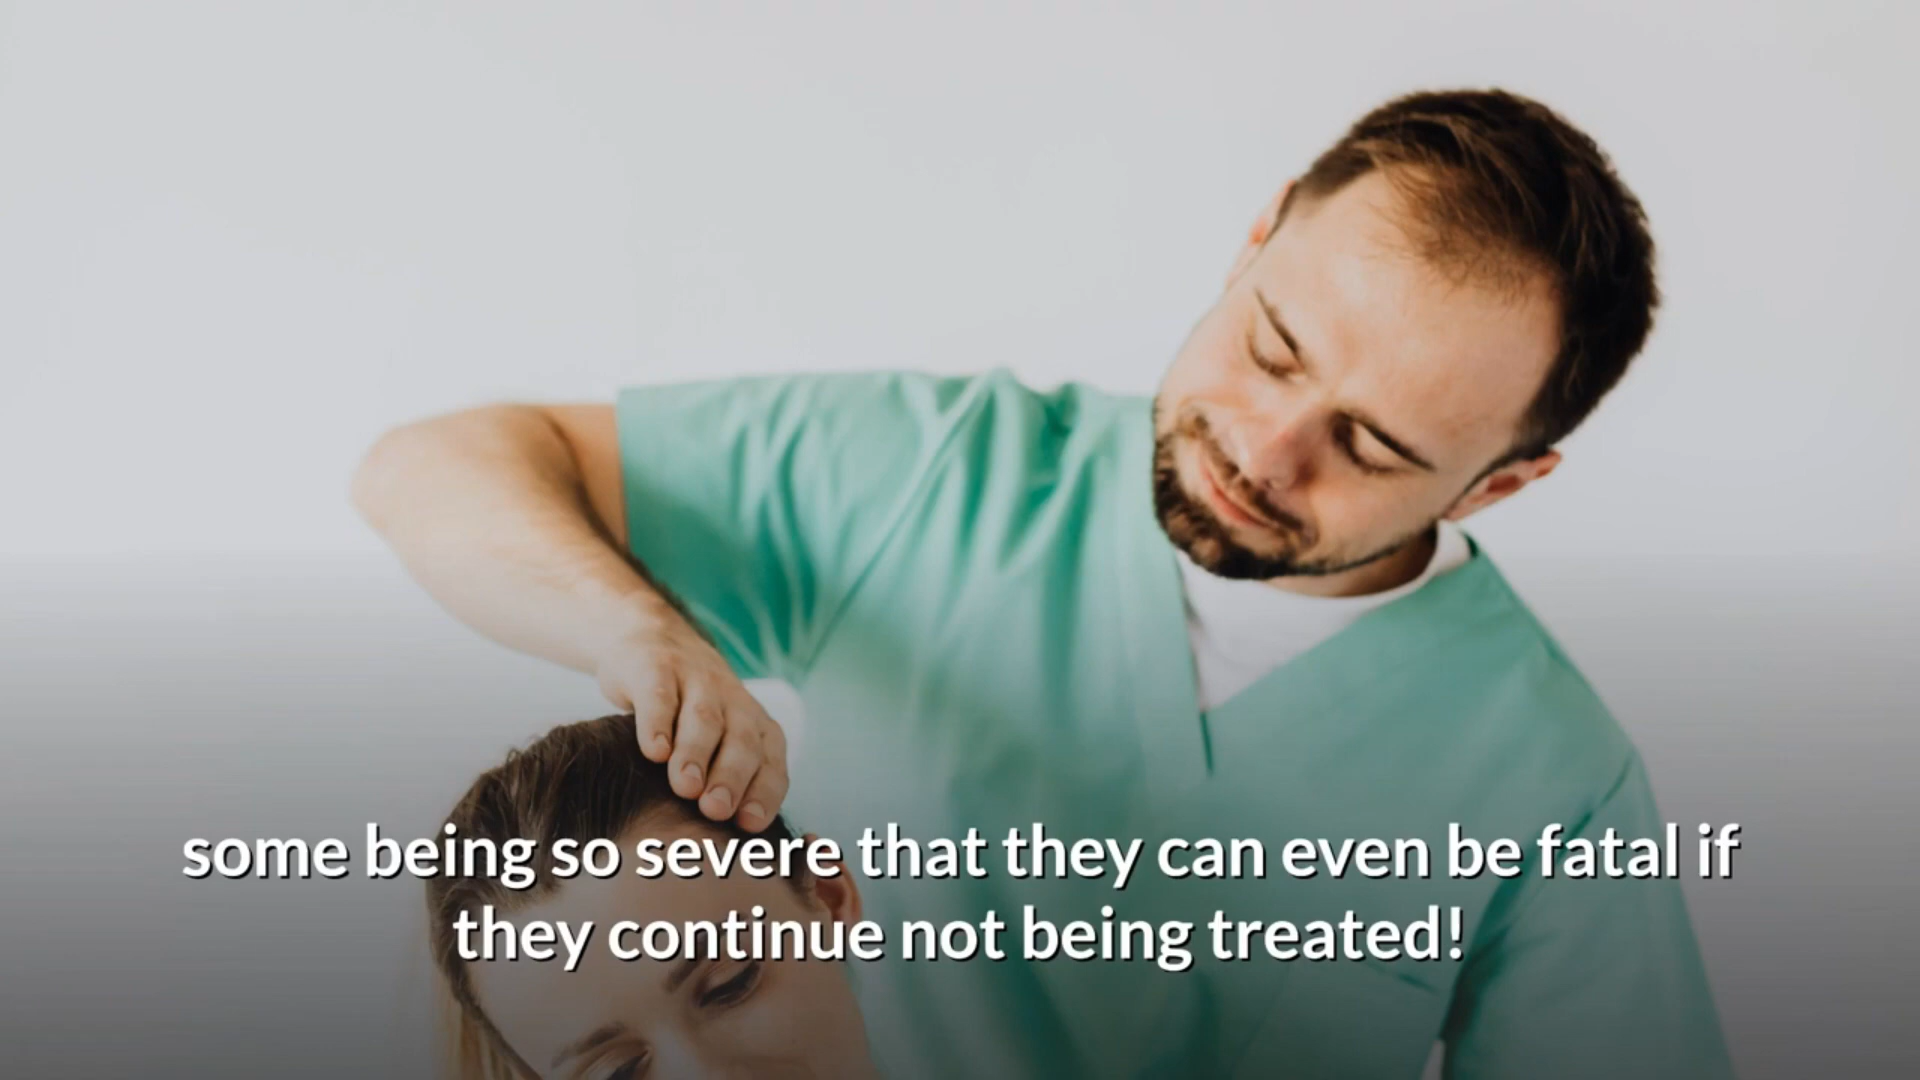 some being so severe that they can even be fatal if
they continue not being treated!